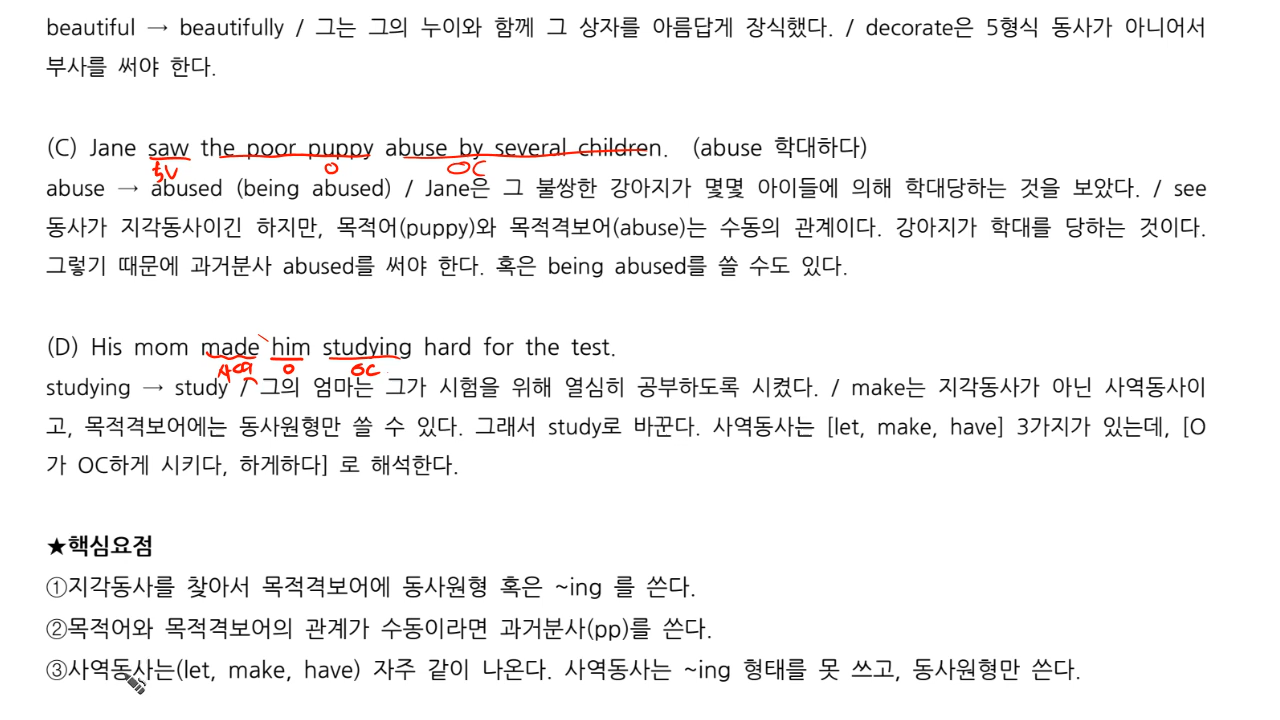 beautiful → beautifully / 그는 그의 누이와 함께 그 상자를 아름답게 장식했다. / decorate은 5형식 동사가 아니어서
부사를 써야 한다.
(C) Jane saw the poor puppy abuse by several children. (abuse 학대하다)
O OC
abuse → abused (being abused) / Jane은 그 불쌍한 강아지가 몇몇 아이들에 의해 학대당하는 것을 보았다. / see
동사가 지각동사이긴 하지만, 목적어(puppy)와 목적격보어(abuse)는 수동의 관계이다. 강아지가 학대를 당하는 것이다.
그렇기 때문에 과거분사 abused를 써야 한다. 혹은 being abused를 쓸 수도 있다.
(D) His mom made him studying hard for the test.
O OC
studying → study / 그의 엄마는 그가 시험을 위해 열심히 공부하도록 시켰다. / make는 지각동사가 아닌 사역동사이
고, 목적격보어에는 동사원형만 쓸 수 있다. 그래서 study로 바꾼다. 사역동사는 [let, make, have] 3가지가 있는데, [O
가 OC하게 시키다, 하게하다] 로 해석한다.
★핵심요점
①지각동사를 찾아서 목적격보어에 동사원형 혹은 ~ing 를 쓴다.
②목적어와 목적격보어의 관계가 수동이라면 과거분사(pp)를 쓴다.
③사역동사는(let, make, have) 자주 같이 나온다. 사역동사는 ~ing 형태를 못 쓰고, 동사원형만 쓴다.